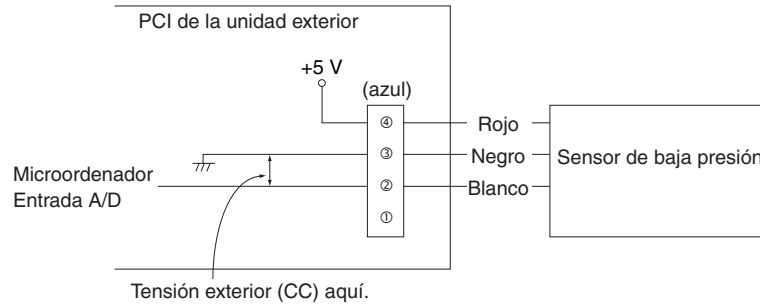 PCI de la unidad exterior
+5 V
(azul)
④
Rojo
③
Negro
Sensor de baja presión
Microordenador
Entrada A/D
②
Blanco
①
Tensión exterior (CC) aquí.